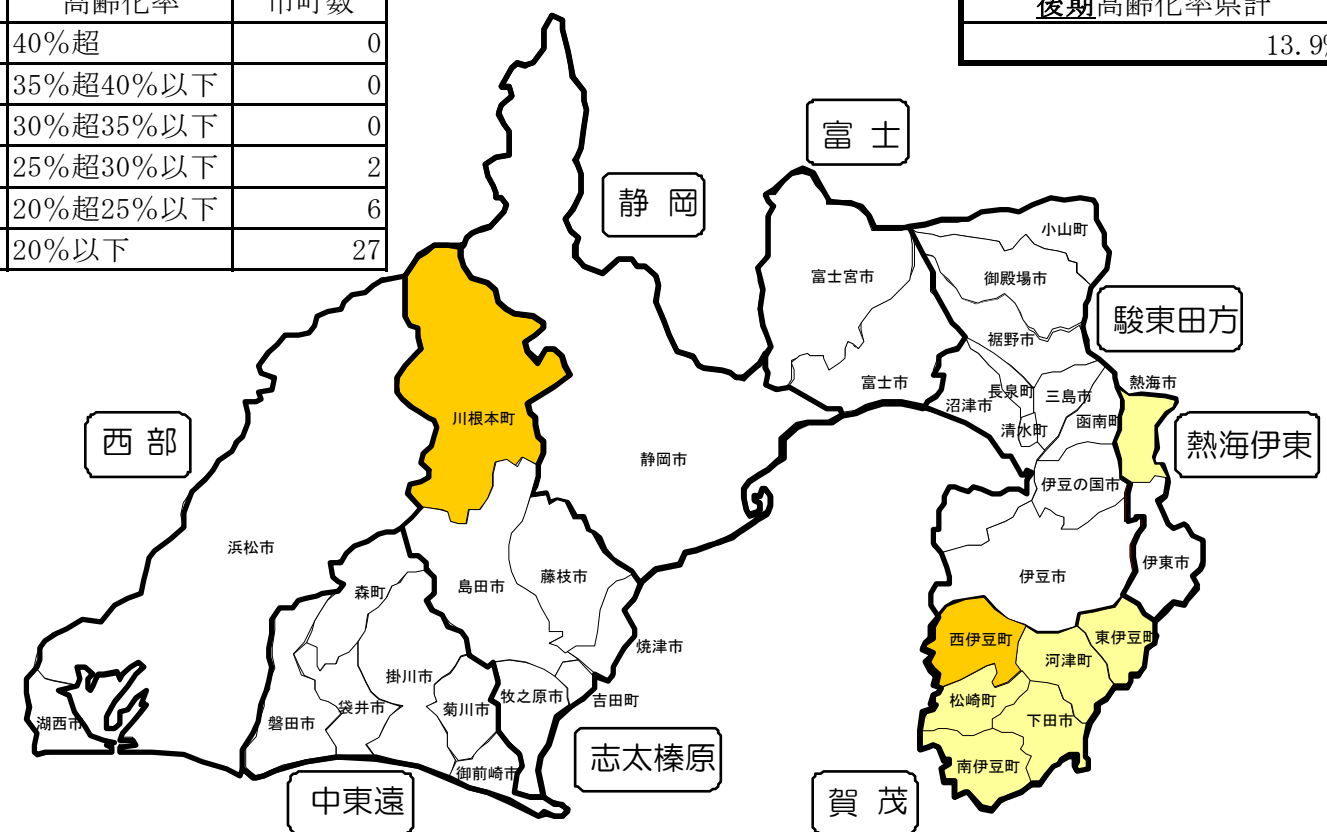 高齢化率 市町数
40％超 0
35％超40％以下 0
30％超35％以下 0
25％超30％以下 2
20％超25％以下 6
20％以下 27
後期高齢化率県計
13.9%
富士
静岡
小山町
富士宮市
御殿場市
駿東田方
裾野市
富士市
長泉町
三島市
熱海市
沼津市
函南町
清水町
川根本町
西部
熱海伊東
静岡市
伊豆の国市
浜松市
伊東市
藤枝市
伊豆市
島田市
森町
西伊豆町
東伊豆町
焼津市
河津町
掛川市
牧之原市
吉田町
松崎町
袋井市
菊川市
湖西市
磐田市
下田市
志太榛原
御前崎市
南伊豆町
中東遠
賀茂